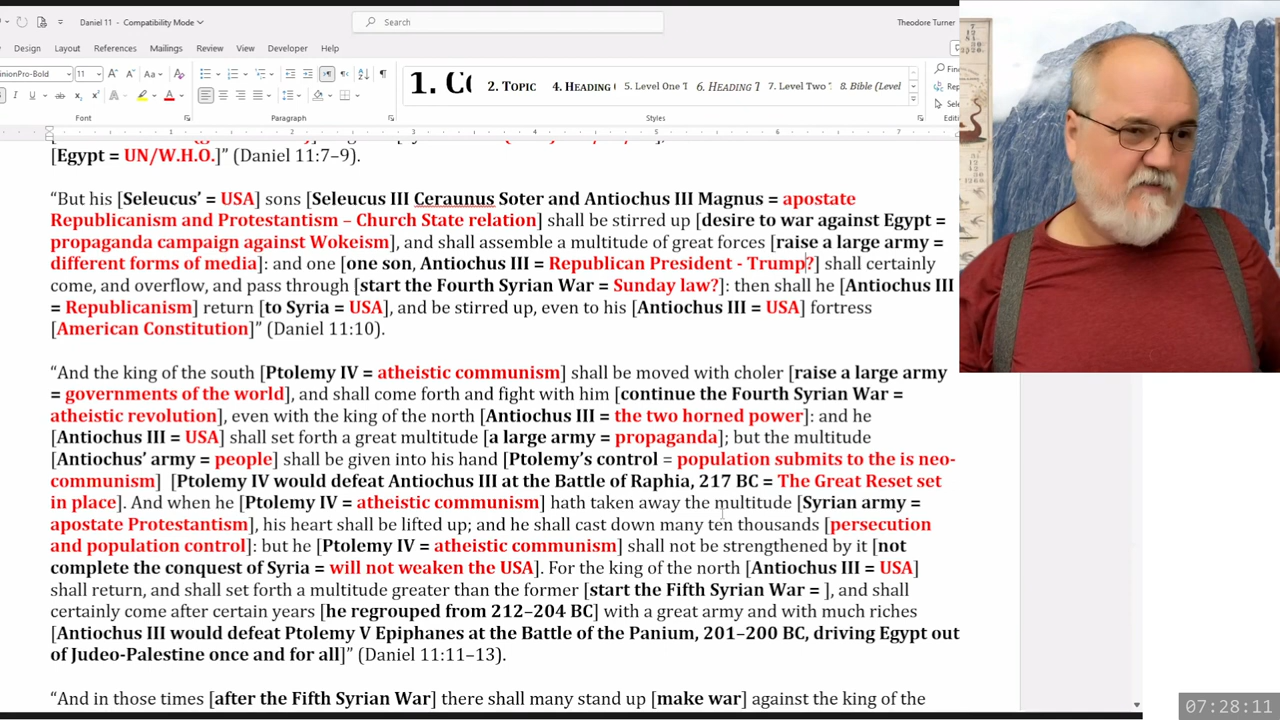 Daniel 11 - Compatibility Mode
Search
Theodore Turner
Design Layout References Mailings Review View Developer Help
inionPro-Bold 11
Font Paragraph Styles
2. TOPIC 4. HEADING 5. Level One T 6. HEADING T 7. Level Two 8. Bible (Level
[Egypt = UN/W.H.O.]” (Daniel 11:7–9).
“But his [Seleucus’ = USA] sons [Seleucus III Ceraunus Soter and Antiochus III Magnus = apostate
Republicanism and Protestantism – Church State relation] shall be stirred up [desire to war against Egypt =
propaganda campaign against Wokeism], and shall assemble a multitude of great forces [raise a large army =
different forms of media]: and one [one son, Antiochus III = Republican President - Trump?] shall certainly
come, and overflow, and pass through [start the Fourth Syrian War = Sunday law?]: then shall he [Antiochus III
= Republicanism] return [to Syria = USA], and be stirred up, even to his [Antiochus III = USA] fortress
[American Constitution]” (Daniel 11:10).
“And the king of the south [Ptolemy IV = atheistic communism] shall be moved with choler [raise a large army
= governments of the world], and shall come forth and fight with him [continue the Fourth Syrian War =
atheistic revolution], even with the king of the north [Antiochus III = the two horned power]: and he
[Antiochus III = USA] shall set forth a great multitude [a large army = propaganda]; but the multitude
[Antiochus’ army = people] shall be given into his hand [Ptolemy’s control = population submits to the is neo-
communism] [Ptolemy IV would defeat Antiochus III at the Battle of Raphia, 217 BC = The Great Reset set
in place]. And when he [Ptolemy IV = atheistic communism] hath taken away the multitude [Syrian army =
apostate Protestantism], his heart shall be lifted up; and he shall cast down many ten thousands [persecution
and population control]: but he [Ptolemy IV = atheistic communism] shall not be strengthened by it [not
complete the conquest of Syria = will not weaken the USA]. For the king of the north [Antiochus III = USA]
shall return, and shall set forth a multitude greater than the former [start the Fifth Syrian War = ], and shall
certainly come after certain years [he regrouped from 212–204 BC] with a great army and with much riches
[Antiochus III would defeat Ptolemy V Epiphanes at the Battle of the Panium, 201–200 BC, driving Egypt out
of Judeo-Palestine once and for all]” (Daniel 11:11–13).
“And in those times [after the Fifth Syrian War] there shall many stand up [make war] against the king of the
07:28:11